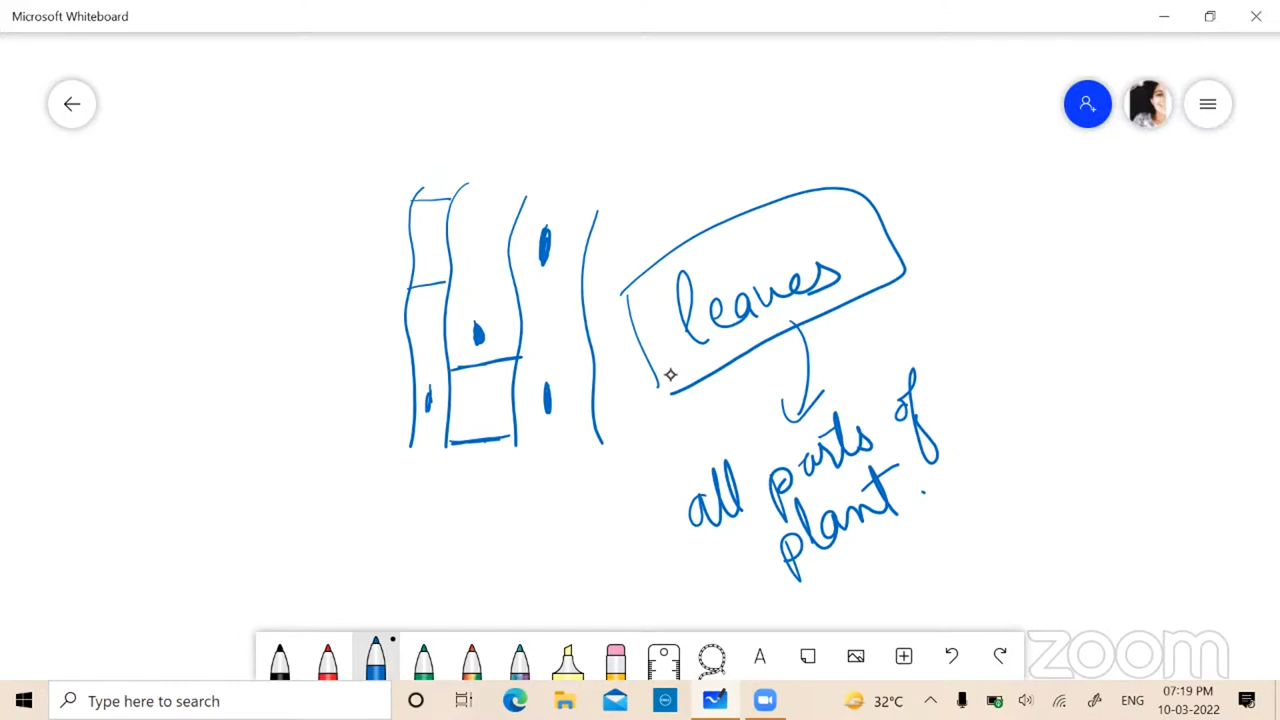 Microsoft Whiteboard
leaves
all parts of
plant.
A
zoom
Type here to search
32°C
ENG
07:19 PM
10-03-2022